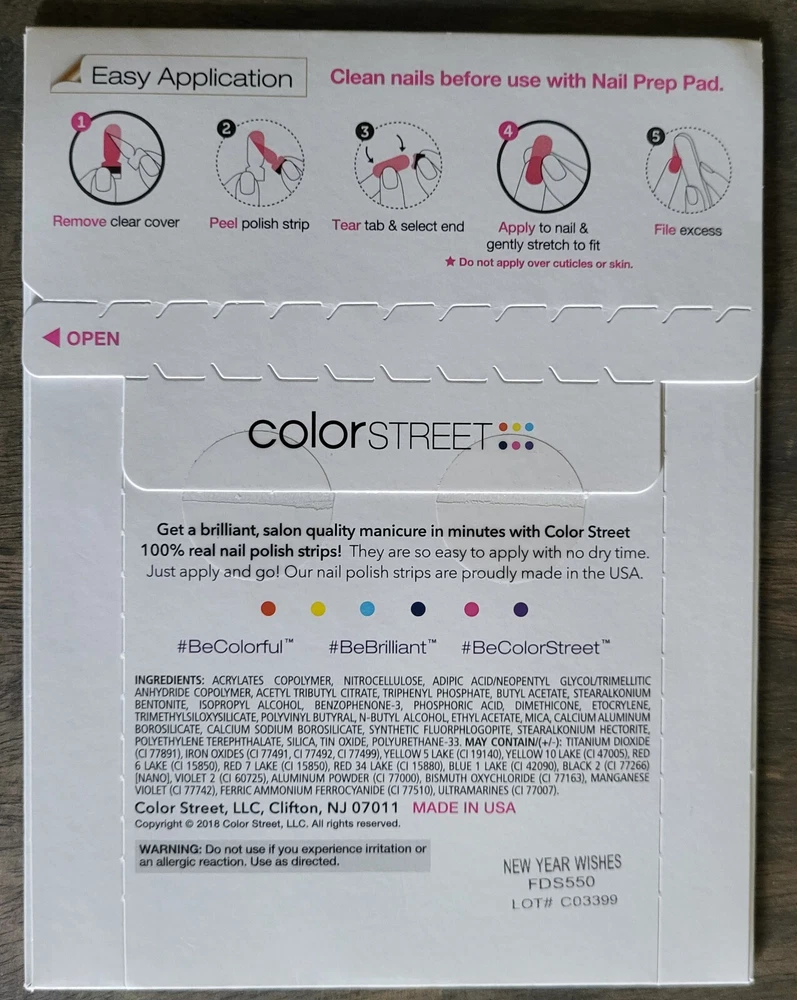 Easy Application
Clean nails before use with Nail Prep Pad.
1
2
3
4
5
Remove clear cover
Peel polish strip
Tear tab & select end
Apply to nail &
gently stretch to fit
File excess
★ Do not apply over cuticles or skin.
◀ OPEN
colorSTREET
Get a brilliant, salon quality manicure in minutes with Color Street
100% real nail polish strips! They are so easy to apply with no dry time.
Just apply and go! Our nail polish strips are proudly made in the USA.
#BeColorful™ #BeBrilliant™ #BeColorStreet™
INGREDIENTS: ACRYLATES COPOLYMER, NITROCELLULOSE, ADIPIC ACID/NEOPENTYL GLYCOL/TRIMELLITIC
ANHYDRIDE COPOLYMER, ACETYL TRIBUTYL CITRATE, TRIPHENYL PHOSPHATE, BUTYL ACETATE, STEARALKONIUM
BENTONITE, ISOPROPYL ALCOHOL, BENZOPHENONE-3, PHOSPHORIC ACID, DIMETHICONE, ETOCRYLENE,
TRIMETHYLSILOXYSILICATE, POLYVINYL BUTYRAL, N-BUTYL ALCOHOL, ETHYL ACETATE, MICA, CALCIUM ALUMINUM
BOROSILICATE, CALCIUM SODIUM BOROSILICATE, SYNTHETIC FLUORPHLOGOPITE, STEARALKONIUM HECTORITE,
POLYETHYLENE TEREPHTHALATE, SILICA, TIN OXIDE, POLYURETHANE-33. MAY CONTAIN/(+/-): TITANIUM DIOXIDE
(CI 77891), IRON OXIDES (CI 77491, CI 77492, CI 77499), YELLOW 5 LAKE (CI 19140), YELLOW 10 LAKE (CI 47005), RED
6 LAKE (CI 15850), RED 7 LAKE (CI 15850), RED 34 LAKE (CI 15880), BLUE 1 LAKE (CI 42090), BLACK 2 (CI 77266)
[NANO], VIOLET 2 (CI 60725), ALUMINUM POWDER (CI 77000), BISMUTH OXYCHLORIDE (CI 77163), MANGANESE
VIOLET (CI 77742), FERRIC AMMONIUM FERROCYANIDE (CI 77510), ULTRAMARINES (CI 77007).
Color Street, LLC, Clifton, NJ 07011 MADE IN USA
Copyright © 2018 Color Street, LLC. All rights reserved.
WARNING: Do not use if you experience irritation or
an allergic reaction. Use as directed.
NEW YEAR WISHES
FDS550
LOT# C03399